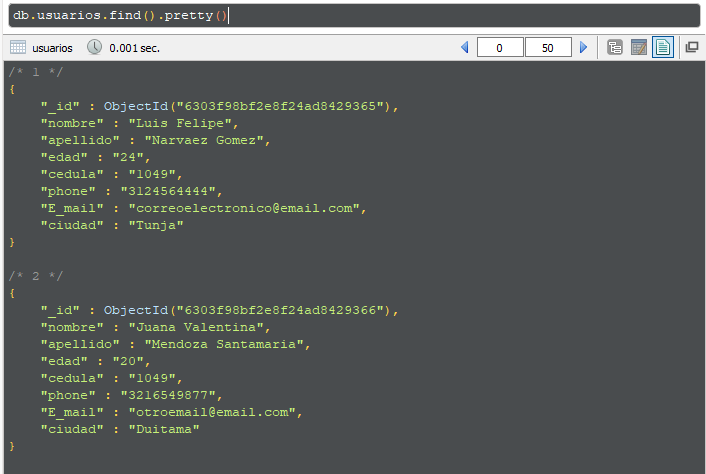 db.usuarios.find().pretty()
usuarios 0.001 sec. 0 50
/* 1 */
{
    "_id" : ObjectId("6303f98bf2e8f24ad8429365"),
    "nombre" : "Luis Felipe",
    "apellido" : "Narvaez Gomez",
    "edad" : "24",
    "cedula" : "1049",
    "phone" : "3124564444",
    "E_mail" : "correoelectronico@email.com",
    "ciudad" : "Tunja"
}
/* 2 */
{
    "_id" : ObjectId("6303f98bf2e8f24ad8429366"),
    "nombre" : "Juana Valentina",
    "apellido" : "Mendoza Santamaria",
    "edad" : "20",
    "cedula" : "1049",
    "phone" : "3216549877",
    "E_mail" : "otroemail@email.com",
    "ciudad" : "Duitama"
}